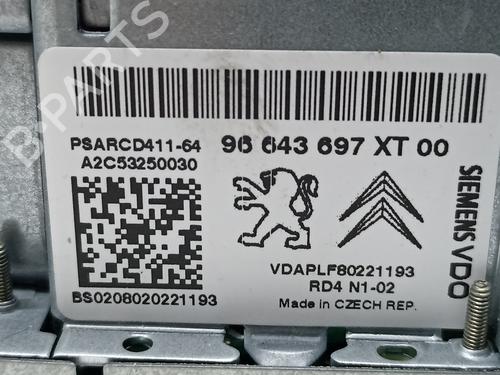 PSARCD411-64 96 643 697 XT 00
A2C53250030
SIEMENS VDO
VDAPLF80221193
RD4 N1-02
BS0208020221193 Made in CZECH REP.
B-PARTS